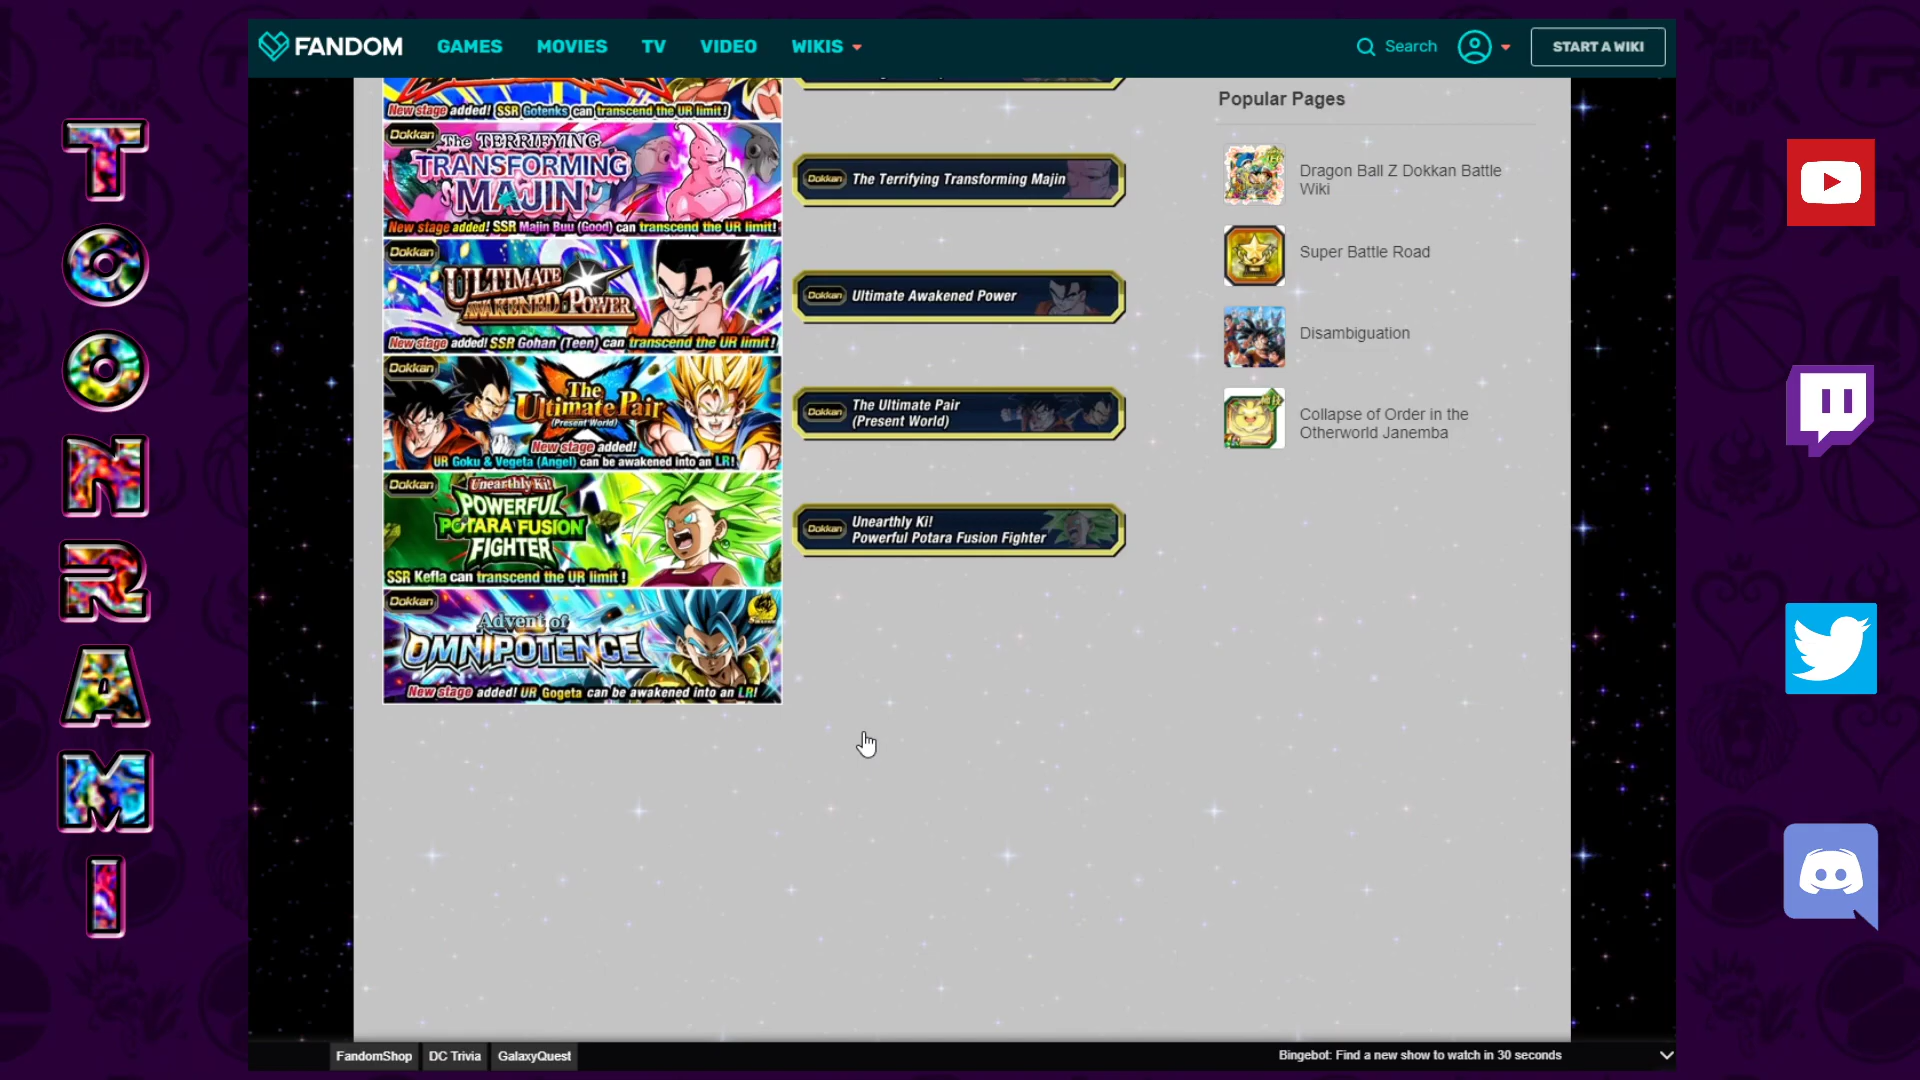 FANDOM
GAMES
MOVIES
TV
VIDEO
WIKIS
Search
START A WIKI
TOONRAMI
New stage added! SSR Gotenks can transcend the UR limit!
Dokkan
The TERRIFYING
TRANSFORMING
MAJIN
New stage added! SSR Majin Buu (Good) can transcend the UR limit!
Dokkan
The Terrifying Transforming Majin
Dokkan
ULTIMATE
AWAKENED POWER
New stage added! SSR Gohan (Teen) can transcend the UR limit!
Dokkan
Ultimate Awakened Power
Dokkan
The
Ultimate Pair
(Present World)
New stage added!
UR Goku & Vegeta (Angel) can be awakened into an LR!
Dokkan
The Ultimate Pair
(Present World)
Dokkan
Unearthly Ki!
POWERFUL
POTARA FUSION
FIGHTER
SSR Kefla can transcend the UR limit !
Dokkan
Unearthly Ki!
Powerful Potara Fusion Fighter
Dokkan
Advent of
OMNIPOTENCE
New stage added! UR Gogeta can be awakened into an LR!
Popular Pages
Dragon Ball Z Dokkan Battle
Wiki
Super Battle Road
Disambiguation
Collapse of Order in the
Otherworld Janemba
FandomShop
DC Trivia
GalaxyQuest
Bingebot: Find a new show to watch in 30 seconds